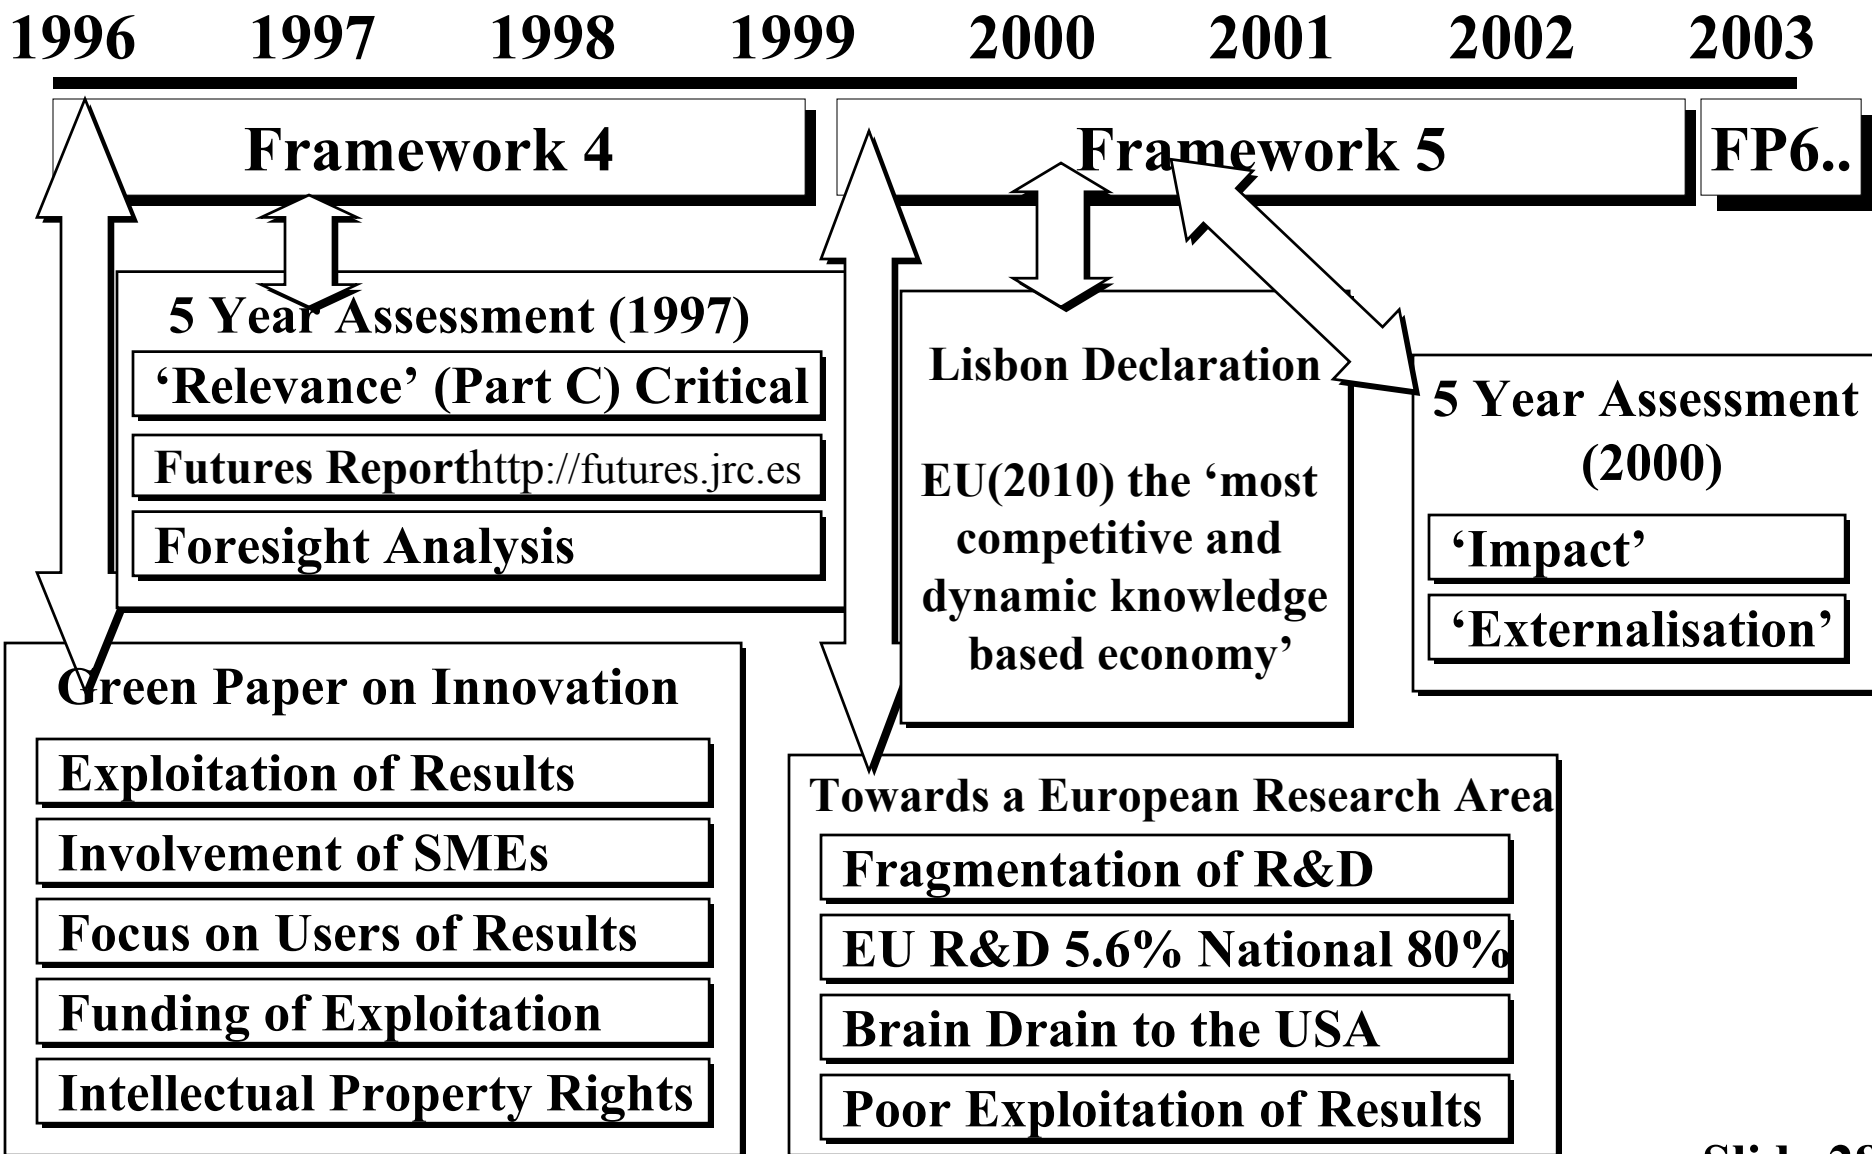 1996 1997 1998 1999 2000 2001 2002 2003
Framework 4
Framework 5
FP6..
5 Year Assessment (1997)
‘Relevance’ (Part C) Critical
Futures Reporthttp://futures.jrc.es
Foresight Analysis
Green Paper on Innovation
Exploitation of Results
Involvement of SMEs
Focus on Users of Results
Funding of Exploitation
Intellectual Property Rights
Lisbon Declaration
EU(2010) the ‘most
competitive and
dynamic knowledge
based economy’
Towards a European Research Area
Fragmentation of R&D
EU R&D 5.6% National 80%
Brain Drain to the USA
Poor Exploitation of Results
5 Year Assessment
(2000)
‘Impact’
‘Externalisation’